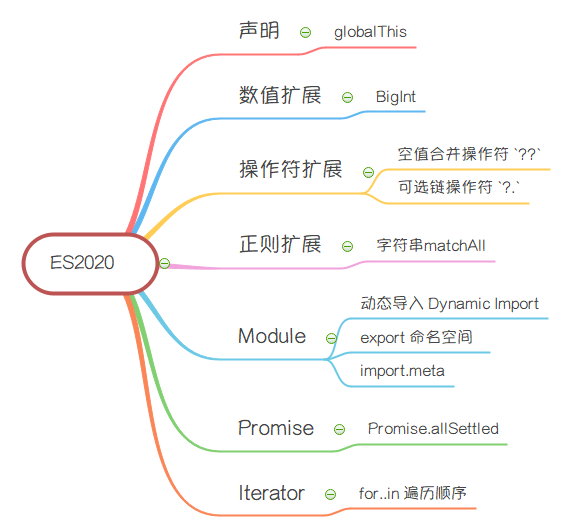 ES2020
声明
globalThis
数值扩展
BigInt
操作符扩展
空值合并操作符 `??`
可选链操作符 `?.`
正则扩展
字符串matchAll
Module
动态导入 Dynamic Import
export 命名空间
import.meta
Promise
Promise.allSettled
Iterator
for..in 遍历顺序